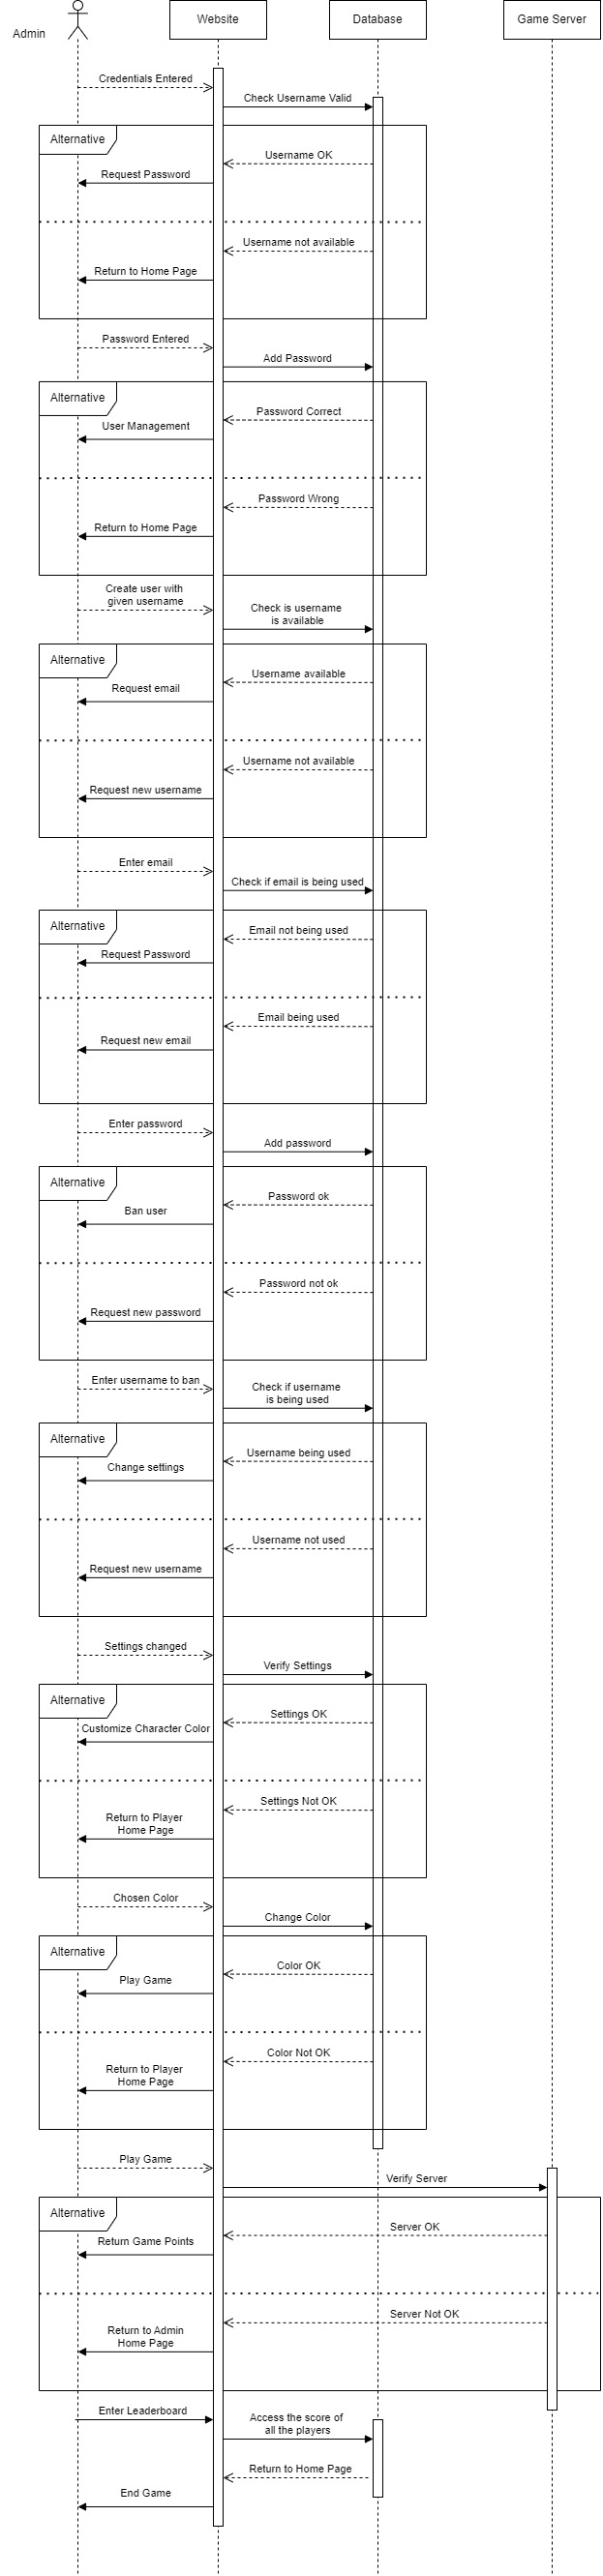 Admin
Website
Database
Game Server
Credentials Entered
Check Username Valid
Alternative
Username OK
Request Password
Username not available
Return to Home Page
Password Entered
Add Password
Alternative
Password Correct
User Management
Password Wrong
Return to Home Page
Create user with
given username
Check is username
is available
Alternative
Username available
Request email
Username not available
Request new username
Enter email
Check if email is being used
Alternative
Email not being used
Request Password
Email being used
Request new email
Enter password
Add password
Alternative
Password ok
Ban user
Password not ok
Request new password
Enter username to ban
Check if username
is being used
Alternative
Username being used
Change settings
Username not used
Request new username
Settings changed
Verify Settings
Alternative
Settings OK
Customize Character Color
Settings Not OK
Return to Player
Home Page
Chosen Color
Change Color
Alternative
Color OK
Play Game
Color Not OK
Return to Player
Home Page
Play Game
Verify Server
Alternative
Server OK
Return Game Points
Server Not OK
Return to Admin
Home Page
Enter Leaderboard
Access the score of
all the players
Return to Home Page
End Game